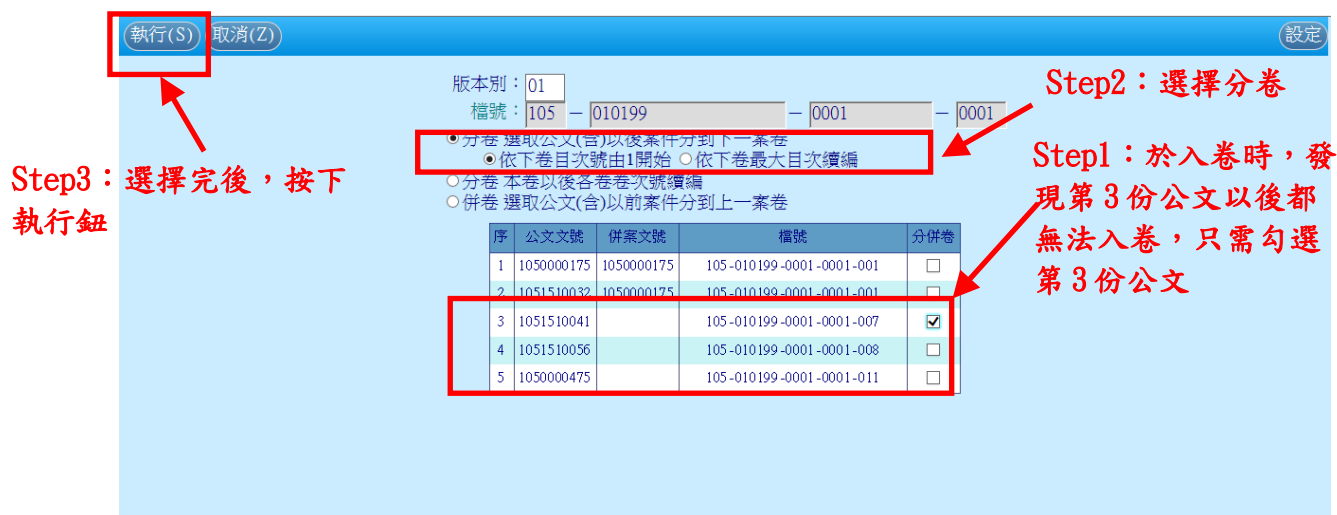 執行(S) 取消(Z) 設定
版本別：01
檔號：105 － 010199 － 0001 － 0001
Step2：選擇分卷
分卷 選取公文(含)以後案件分到下一案卷
依下卷目次號由1開始 依下卷最大目次續編
分卷 本卷以後各卷卷次號續編
併卷 選取公文(含)以前案件分到上一案卷
Step3：選擇完後，按下
執行鈕
Step1：於入卷時，發
現第3份公文以後都
無法入卷，只需勾選
第3份公文
序 公文文號 併案文號 檔號 分併卷
1 1050000175 1050000175 105-010199-0001-0001-001
2 1051510032 1050000175 105-010199-0001-0001-001
3 1051510041 105-010199-0001-0001-007
4 1051510056 105-010199-0001-0001-008
5 1050000475 105-010199-0001-0001-011